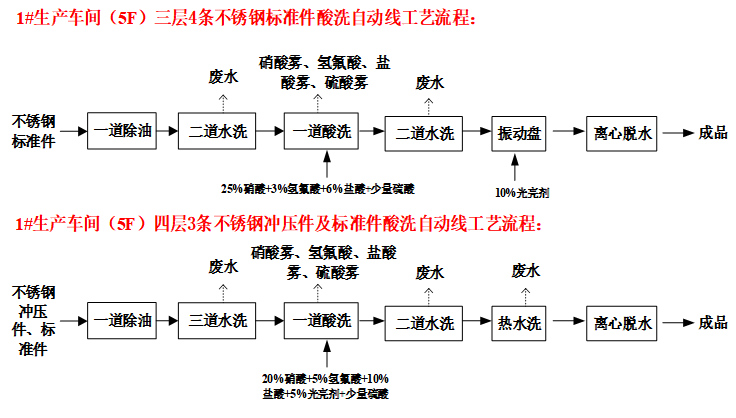 1#生产车间（5F）三层4条不锈钢标准件酸洗自动线工艺流程：
硝酸雾、氢氟酸、盐
酸雾、硫酸雾
废水
废水
不锈钢
标准件
一道除油
二道水洗
一道酸洗
二道水洗
振动盘
离心脱水
成品
25%硝酸+3%氢氟酸+6%盐酸+少量硫酸
10%光亮剂
1#生产车间（5F）四层3条不锈钢冲压件及标准件酸洗自动线工艺流程：
硝酸雾、氢氟酸、盐酸
雾、硫酸雾
废水
废水
废水
不锈钢
冲压
件、标
准件
一道除油
三道水洗
一道酸洗
二道水洗
热水洗
离心脱水
成品
20%硝酸+5%氢氟酸+10%
盐酸+5%光亮剂+少量硫酸